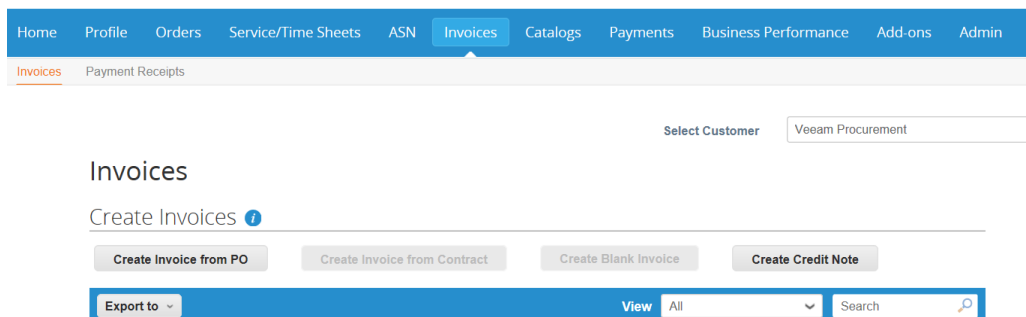 Home Profile Orders Service/Time Sheets ASN Invoices Catalogs Payments Business Performance Add-ons Admin
Invoices Payment Receipts
Select Customer Veeam Procurement
Invoices
Create Invoices i
Create Invoice from PO Create Invoice from Contract Create Blank Invoice Create Credit Note
Export to View All Search